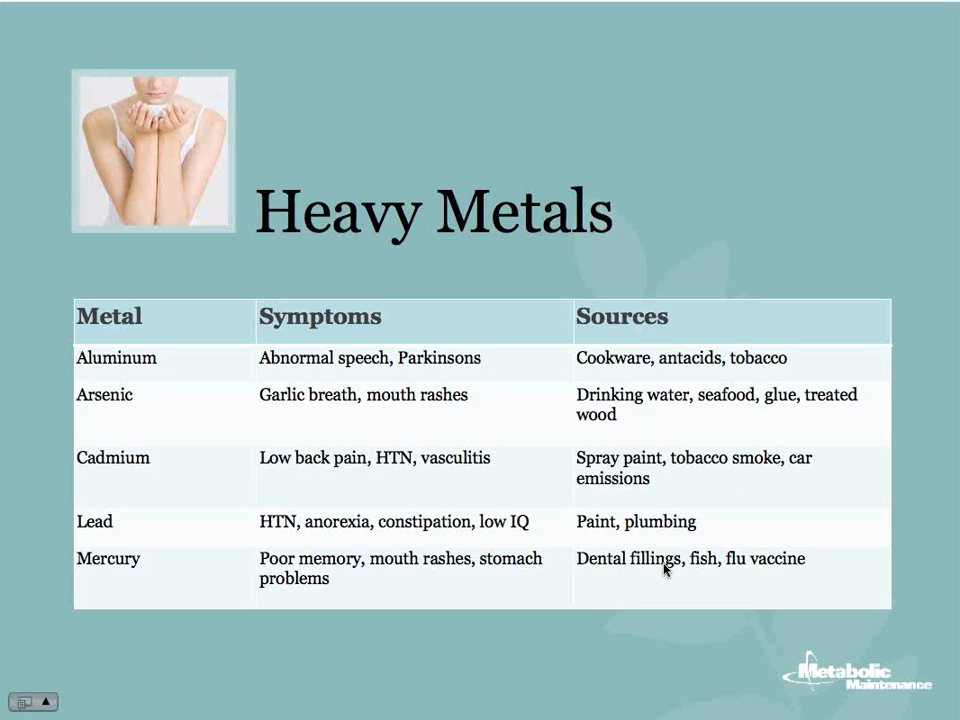 Heavy Metals
Metal Symptoms Sources
Aluminum Abnormal speech, Parkinsons Cookware, antacids, tobacco
Arsenic Garlic breath, mouth rashes Drinking water, seafood, glue, treated
wood
Cadmium Low back pain, HTN, vasculitis Spray paint, tobacco smoke, car
emissions
Lead HTN, anorexia, constipation, low IQ Paint, plumbing
Mercury Poor memory, mouth rashes, stomach Dental fillings, fish, flu vaccine
problems
Metabolic
Maintenance